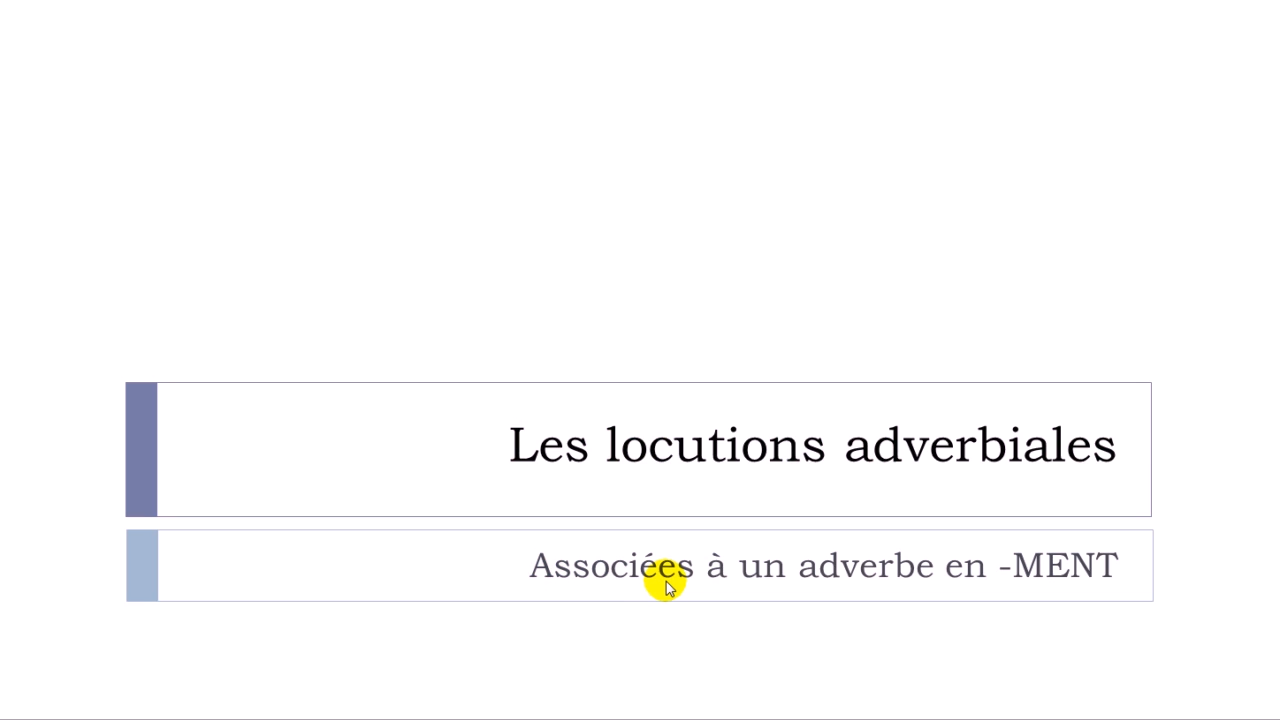 Les locutions adverbiales
Associées à un adverbe en -MENT